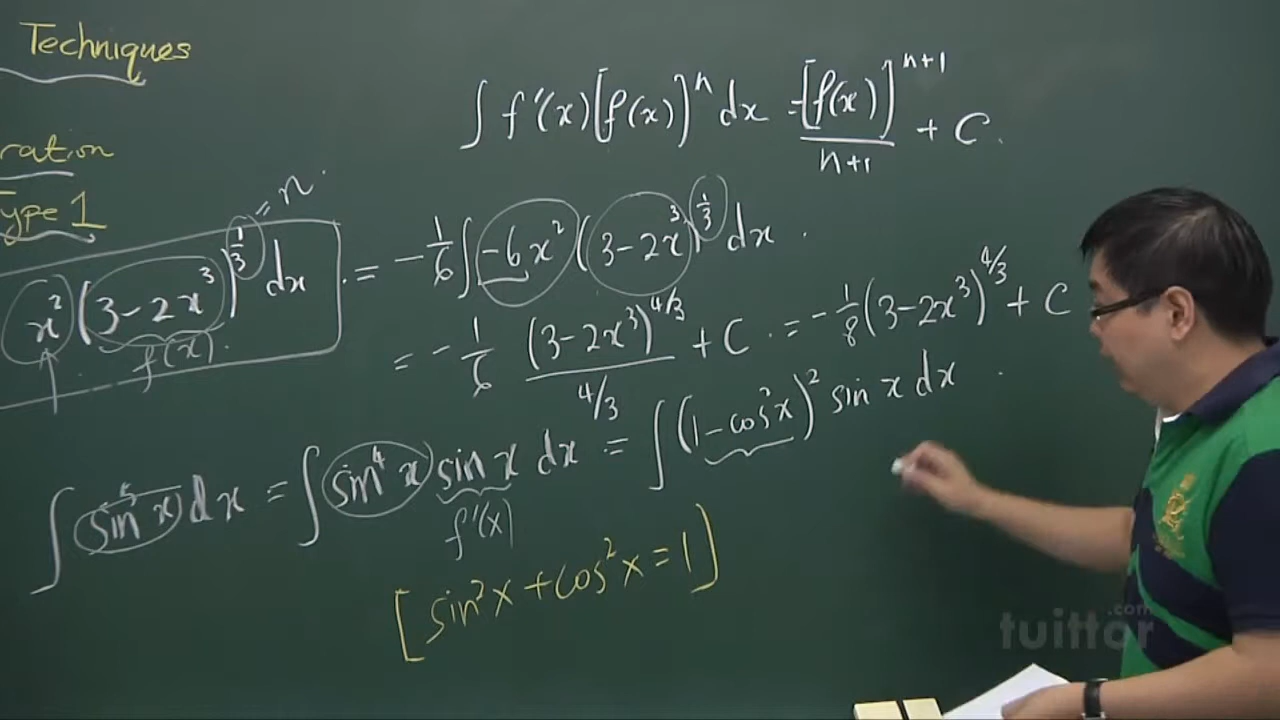 Techniques
∫ f'(x)[f(x)]ⁿ dx = [f(x)]ⁿ⁺¹/(n+1) + C.
ration
Type 1
= n.
x²(3-2x³)^(1/3) dx = -1/6 ∫ -6x² (3-2x³)^(1/3) dx.
f(x).
= -1/6 (3-2x³)^(4/3)/(4/3) + C. = -1/8 (3-2x³)^(4/3) + C
∫ sin⁵x dx = ∫ sin⁴x sin x dx = ∫ (1-cos²x)² sin x dx.
f'(x)
[sin²x + cos²x = 1]
tuittor.com